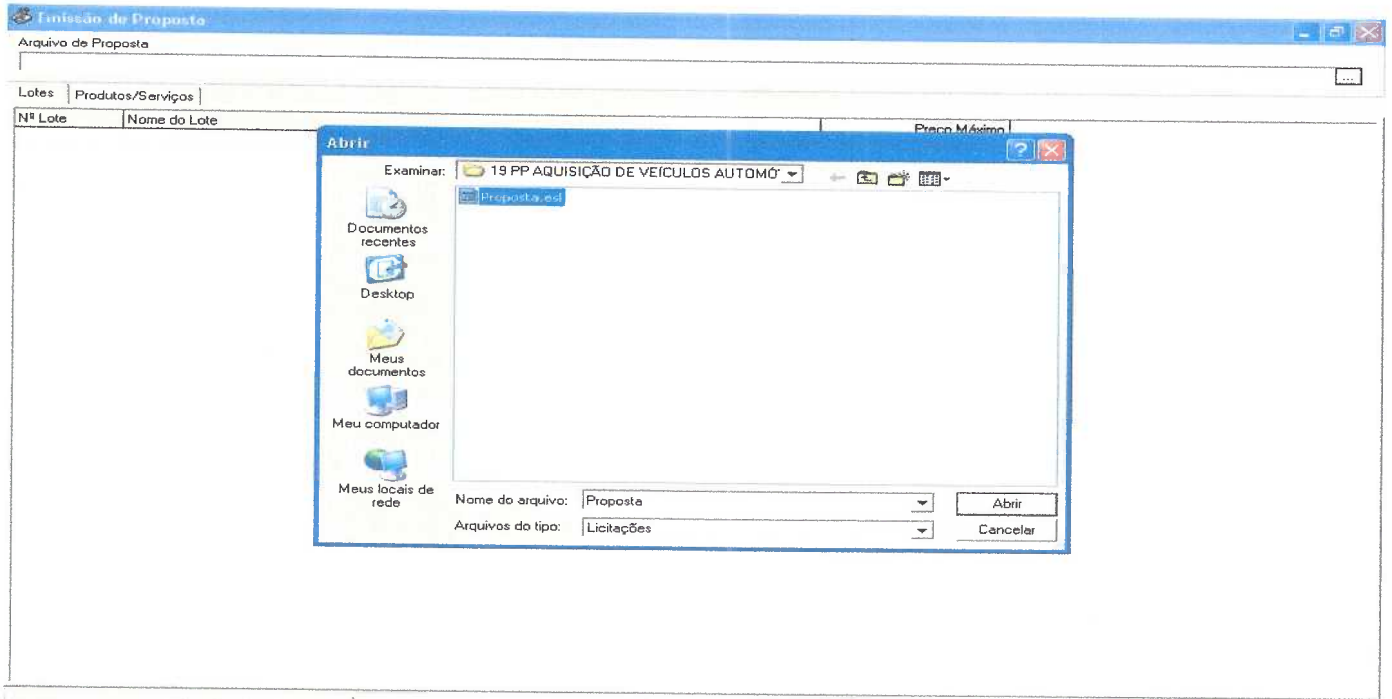 Emissão de Proposta
Arquivo de Proposta
...
Lotes Produtos/Serviços
Nº Lote Nome do Lote Preço Máximo
Abrir
Examinar: 19 PP AQUISIÇÃO DE VEÍCULOS AUTOMÓ
Proposta.esl
Documentos recentes
Desktop
Meus documentos
Meu computador
Meus locais de rede
Nome do arquivo: Proposta Abrir
Arquivos do tipo: Licitações Cancelar